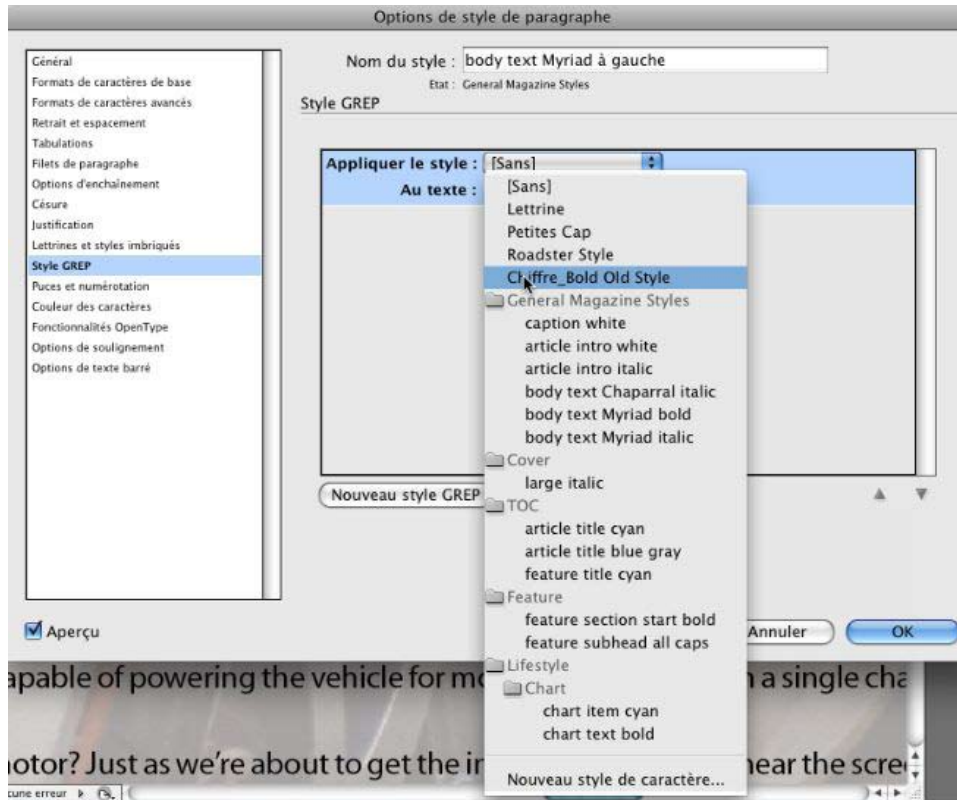 Options de style de paragraphe
Général
Formats de caractères de base
Formats de caractères avancés
Retrait et espacement
Tabulations
Filets de paragraphe
Options d'enchaînement
Césure
Justification
Lettrines et styles imbriqués
Style GREP
Puces et numérotation
Couleur des caractères
Fonctionnalités OpenType
Options de soulignement
Options de texte barré
Nom du style : body text Myriad à gauche
Etat : General Magazine Styles
Style GREP
Appliquer le style : [Sans]
Au texte :
[Sans]
Lettrine
Petites Cap
Roadster Style
Chiffre_Bold Old Style
General Magazine Styles
caption white
article intro white
article intro italic
body text Chaparral italic
body text Myriad bold
body text Myriad italic
Cover
large italic
TOC
article title cyan
article title blue gray
feature title cyan
Feature
feature section start bold
feature subhead all caps
Lifestyle
Chart
chart item cyan
chart text bold
Nouveau style de caractère...
Nouveau style GREP
Aperçu
Annuler
OK
apable of powering the vehicle for m
n a single cha
otor? Just as we're about to get the in
near the scree
cune erreur